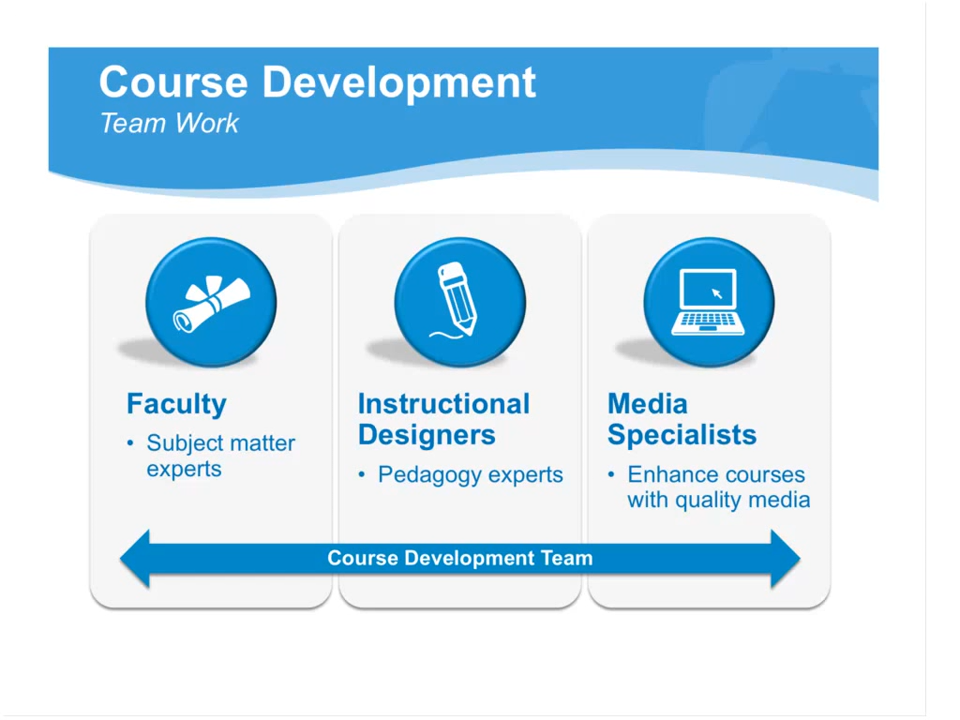 Course Development
Team Work
Faculty
• Subject matter
experts
Instructional
Designers
• Pedagogy experts
Media
Specialists
• Enhance courses
with quality media
Course Development Team